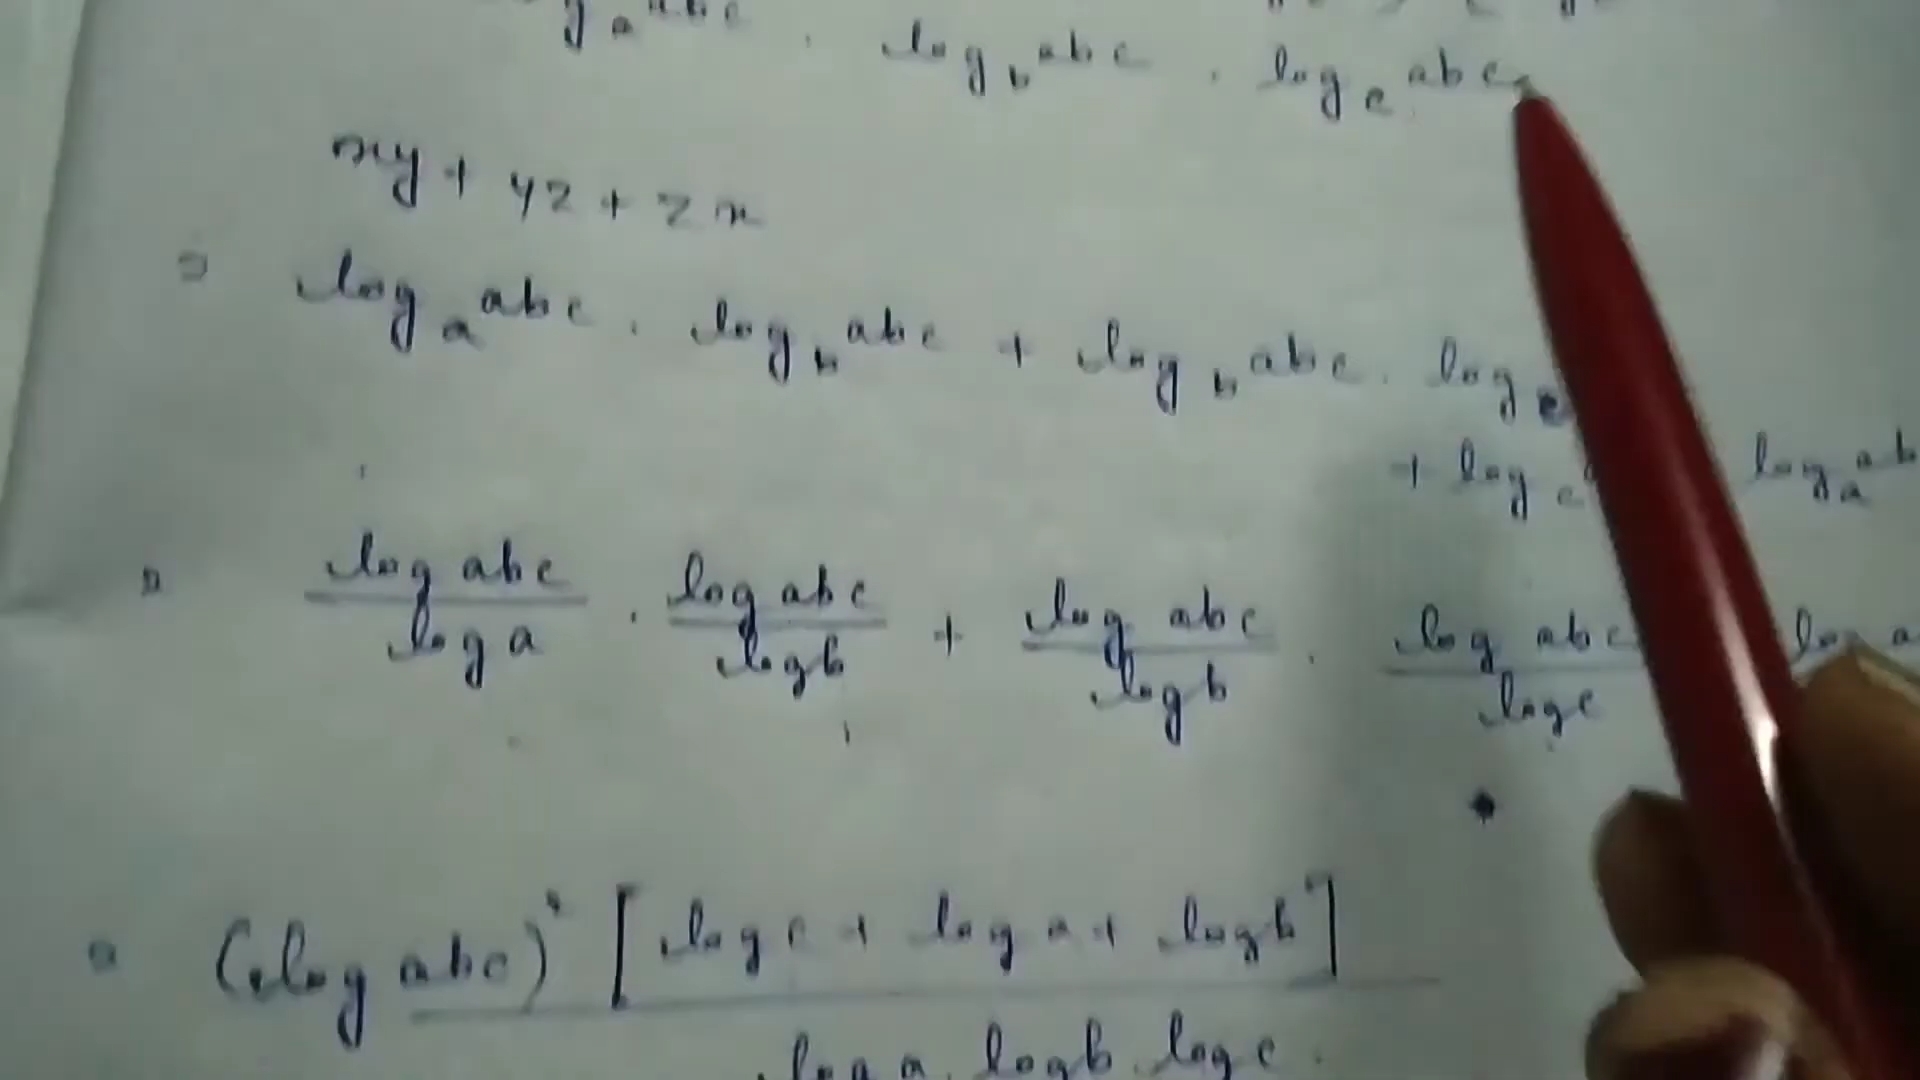 log_a abc . log_b abc . log_c abc
xy + yz + zx
= log_a abc . log_b abc + log_b abc . log_c
+ log_c log_a ab
= log abc / log a . log abc / log b + log abc / log b . log abc / log c log a
= (log abc)² [log c + log a + log b]
log a . log b . log c .